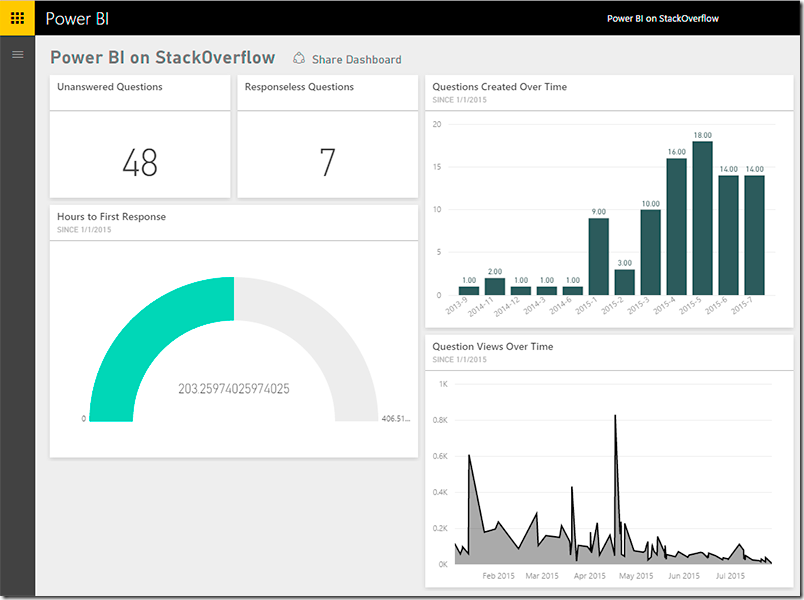 Power BI
Power BI on StackOverflow
Power BI on StackOverflow
Share Dashboard
Unanswered Questions
48
Responseless Questions
7
Hours to First Response
SINCE 1/1/2015
203.25974025974025
0
406.51...
Questions Created Over Time
SINCE 1/1/2015
20
15
10
5
0
1.00
2.00
1.00
1.00
1.00
9.00
3.00
10.00
16.00
18.00
14.00
14.00
2013-9
2014-11
2014-12
2014-3
2014-6
2015-1
2015-2
2015-3
2015-4
2015-5
2015-6
2015-7
Question Views Over Time
SINCE 1/1/2015
1K
0.8K
0.6K
0.4K
0.2K
0K
Feb 2015 Mar 2015 Apr 2015 May 2015 Jun 2015 Jul 2015